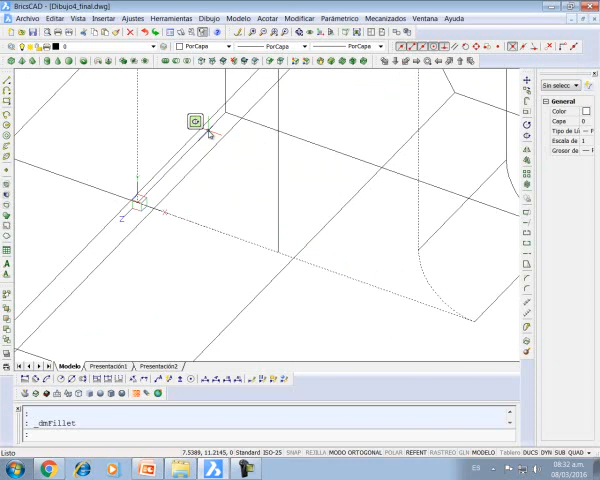 BricsCAD - [Dibujo4_final.dwg]
Archivo Editar Ver Insertar Ajustes Herramientas Dibujo Modelo Acotar Modificar Paramétrico Mecanizados Ventana Ayuda
0 PorCapa PorCapa PorCapa
Sin selecc
General
Color
Capa 0
Tipo de Lí
Escala de 1
Grosor de
Z X
Modelo Presentación1 Presentación2
:
: _dmFillet
:
Listo 7.5389, 11.2145, 0 Standard ISO-25 SNAP REJILLA MODO ORTOGONAL POLAR REFENT RASTREO GLN MODELO Tablero DUCS DYN SUB QUAD
ES 08:32 a.m.
08/03/2016